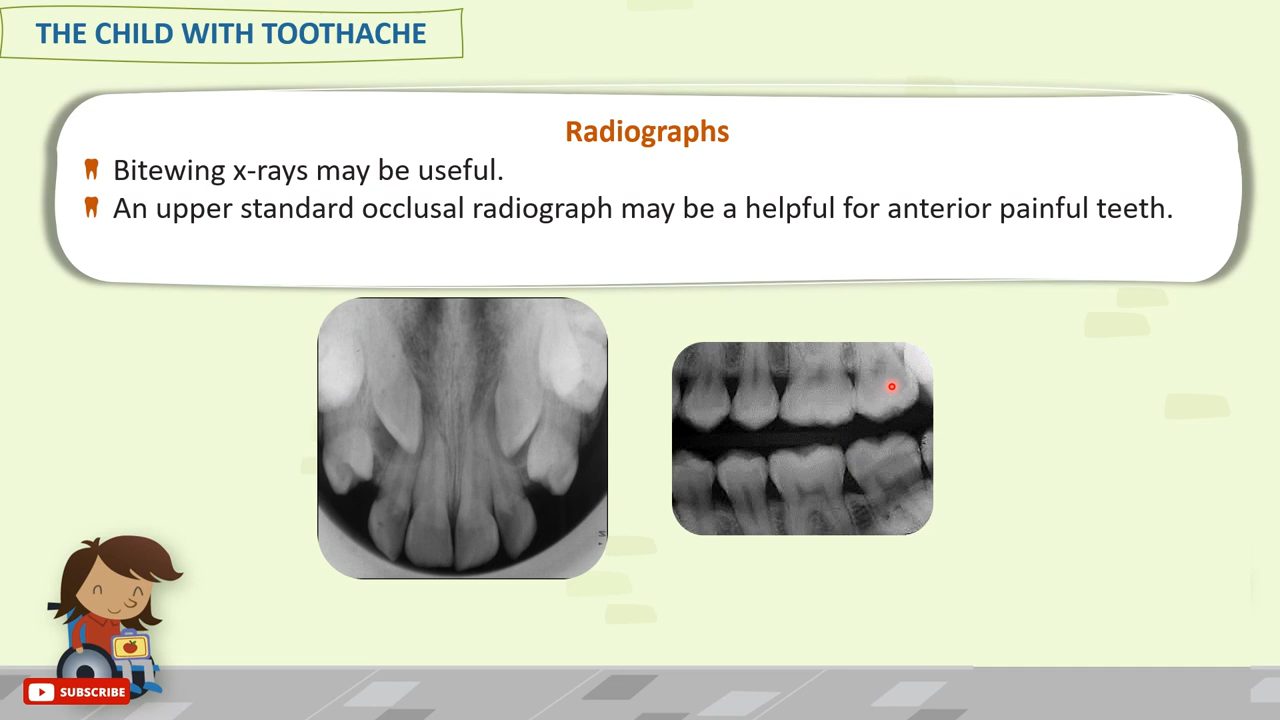 THE CHILD WITH TOOTHACHE
Radiographs
Bitewing x-rays may be useful.
An upper standard occlusal radiograph may be a helpful for anterior painful teeth.
SUBSCRIBE